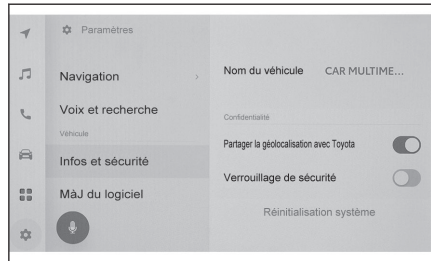 Paramètres
Navigation
Voix et recherche
Véhicule
Infos et sécurité
MàJ du logiciel
Nom du véhicule CAR MULTIME...
Confidentialité
Partager la géolocalisation avec Toyota
Verrouillage de sécurité
Réinitialisation système